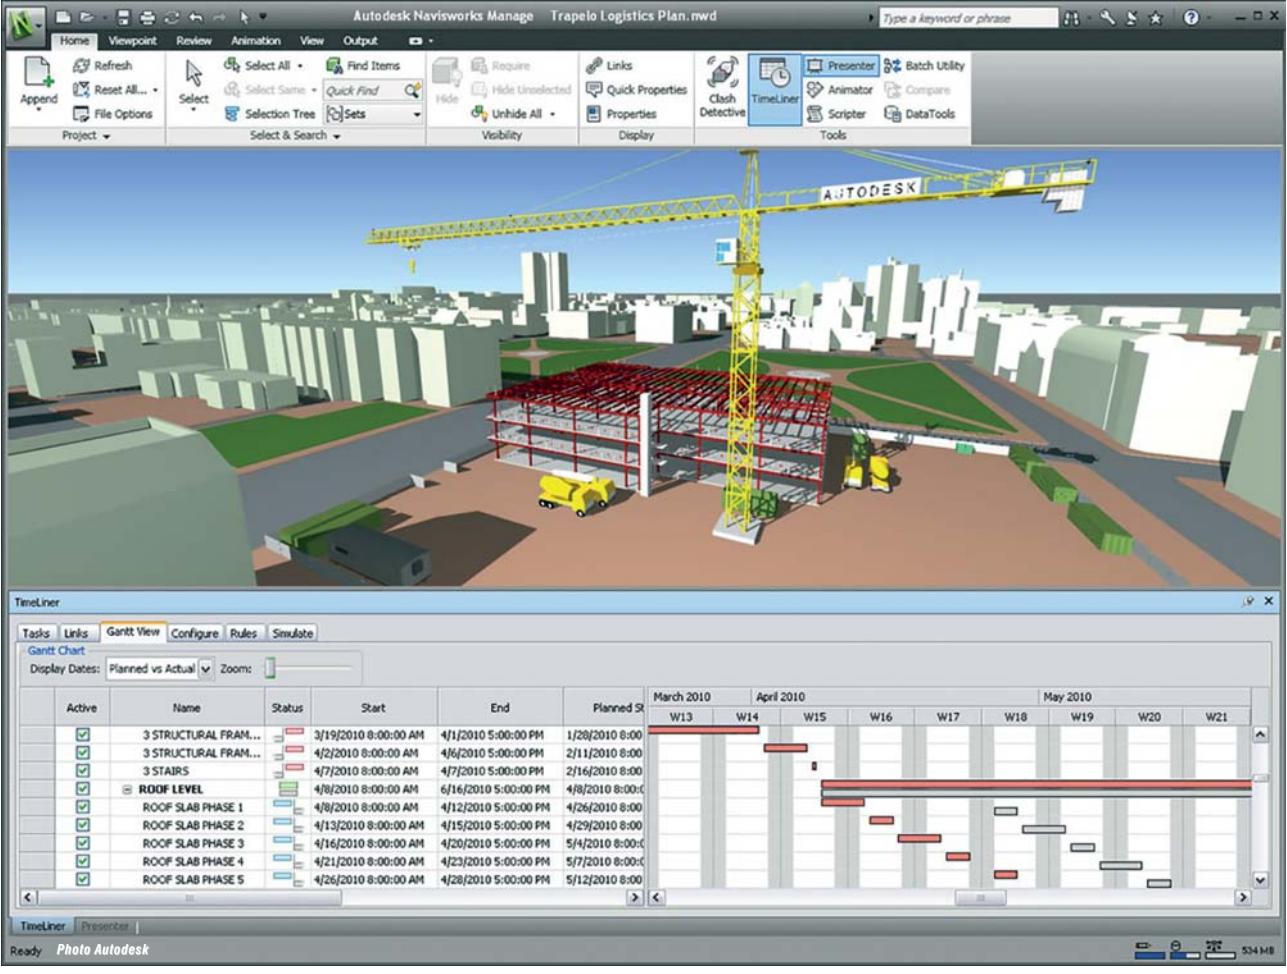 Autodesk Navisworks Manage Trapelo Logistics Plan.nwd Type a keyword or phrase
Home Viewpoint Review Animation View Output
Refresh Select All Find Items Require Links Presenter Batch Utility
Reset All... Select Same Quick Find Hide Unselected Quick Properties Animator Compare
Append Select Hide Clash Detective TimeLiner
File Options Selection Tree Sets Unhide All Properties Scripter DataTools
Project Select & Search Visibility Display Tools
AUTODESK
TimeLiner
Tasks Links Gantt View Configure Rules Simulate
Gantt Chart
Display Dates: Planned vs Actual Zoom:
Active Name Status Start End Planned St March 2010 April 2010 May 2010
W13 W14 W15 W16 W17 W18 W19 W20 W21
3 STRUCTURAL FRAM... 3/19/2010 8:00:00 AM 4/1/2010 5:00:00 PM 1/28/2010 8:00
3 STRUCTURAL FRAM... 4/2/2010 8:00:00 AM 4/6/2010 5:00:00 PM 2/11/2010 8:00
3 STAIRS 4/7/2010 8:00:00 AM 4/7/2010 5:00:00 PM 2/16/2010 8:00
ROOF LEVEL 4/8/2010 8:00:00 AM 6/16/2010 5:00:00 PM 4/8/2010 8:00:0
ROOF SLAB PHASE 1 4/8/2010 8:00:00 AM 4/12/2010 5:00:00 PM 4/26/2010 8:00
ROOF SLAB PHASE 2 4/13/2010 8:00:00 AM 4/15/2010 5:00:00 PM 4/29/2010 8:00
ROOF SLAB PHASE 3 4/16/2010 8:00:00 AM 4/20/2010 5:00:00 PM 5/4/2010 8:00:0
ROOF SLAB PHASE 4 4/21/2010 8:00:00 AM 4/23/2010 5:00:00 PM 5/7/2010 8:00:0
ROOF SLAB PHASE 5 4/26/2010 8:00:00 AM 4/28/2010 5:00:00 PM 5/12/2010 8:00
TimeLiner Presenter
Ready Photo Autodesk 534 MB